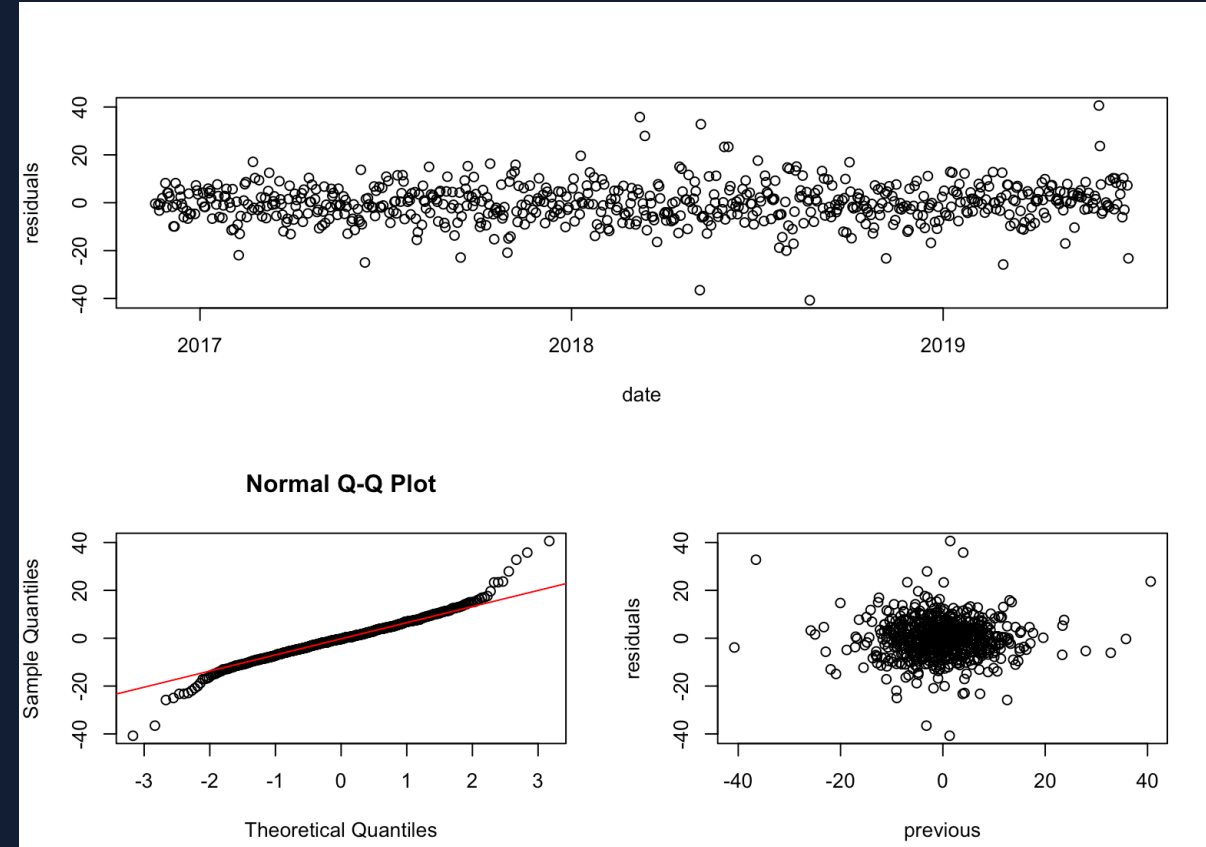 residuals
40
20
0
-20
-40
2017 2018 2019
date
Normal Q-Q Plot
Sample Quantiles
40
20
0
-20
-40
-3 -2 -1 0 1 2 3
Theoretical Quantiles
residuals
40
20
0
-20
-40
-40 -20 0 20 40
previous